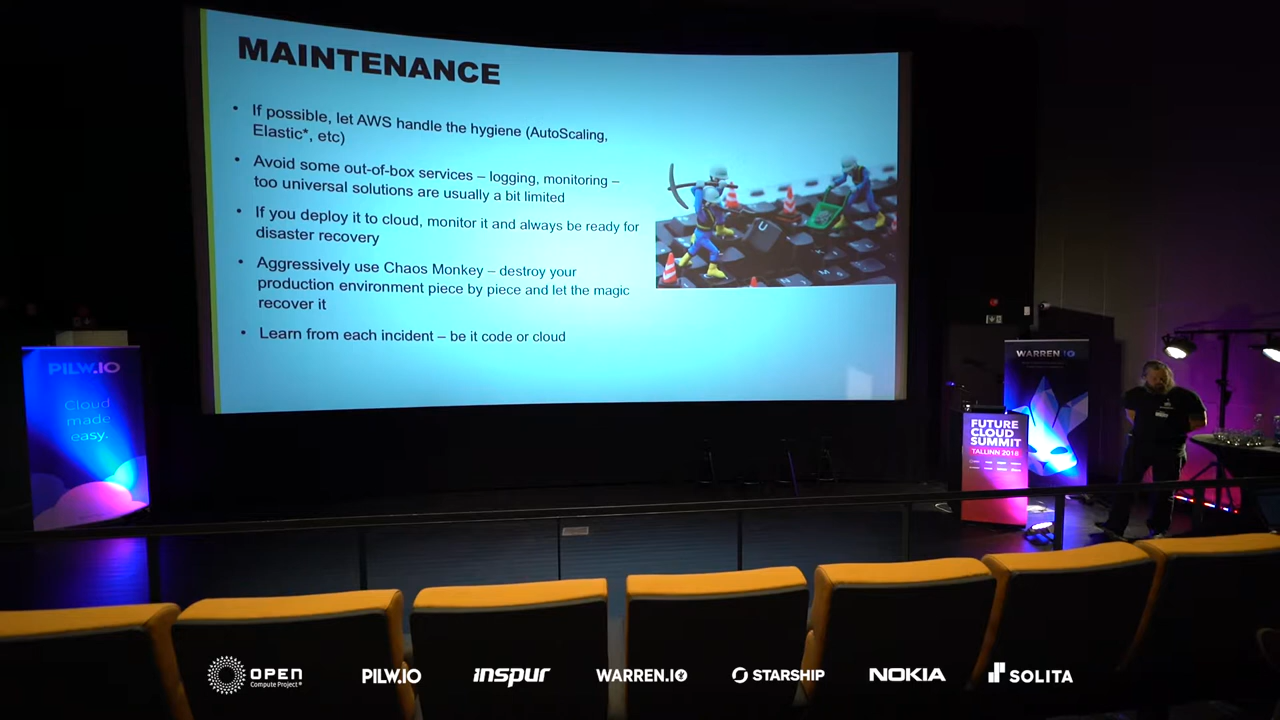 MAINTENANCE
• If possible, let AWS handle the hygiene (AutoScaling,
Elastic*, etc)
• Avoid some out-of-box services – logging, monitoring –
too universal solutions are usually a bit limited
• If you deploy it to cloud, monitor it and always be ready for
disaster recovery
• Aggressively use Chaos Monkey – destroy your
production environment piece by piece and let the magic
recover it
• Learn from each incident – be it code or cloud
U
PILW.IO
Cloud
made
easy.
WARREN IO
FUTURE
CLOUD
SUMMIT
TALLINN 2018
OPEN
Compute Project®
PILW.IO
inspur
WARREN.IO
STARSHIP
NOKIA
SOLITA